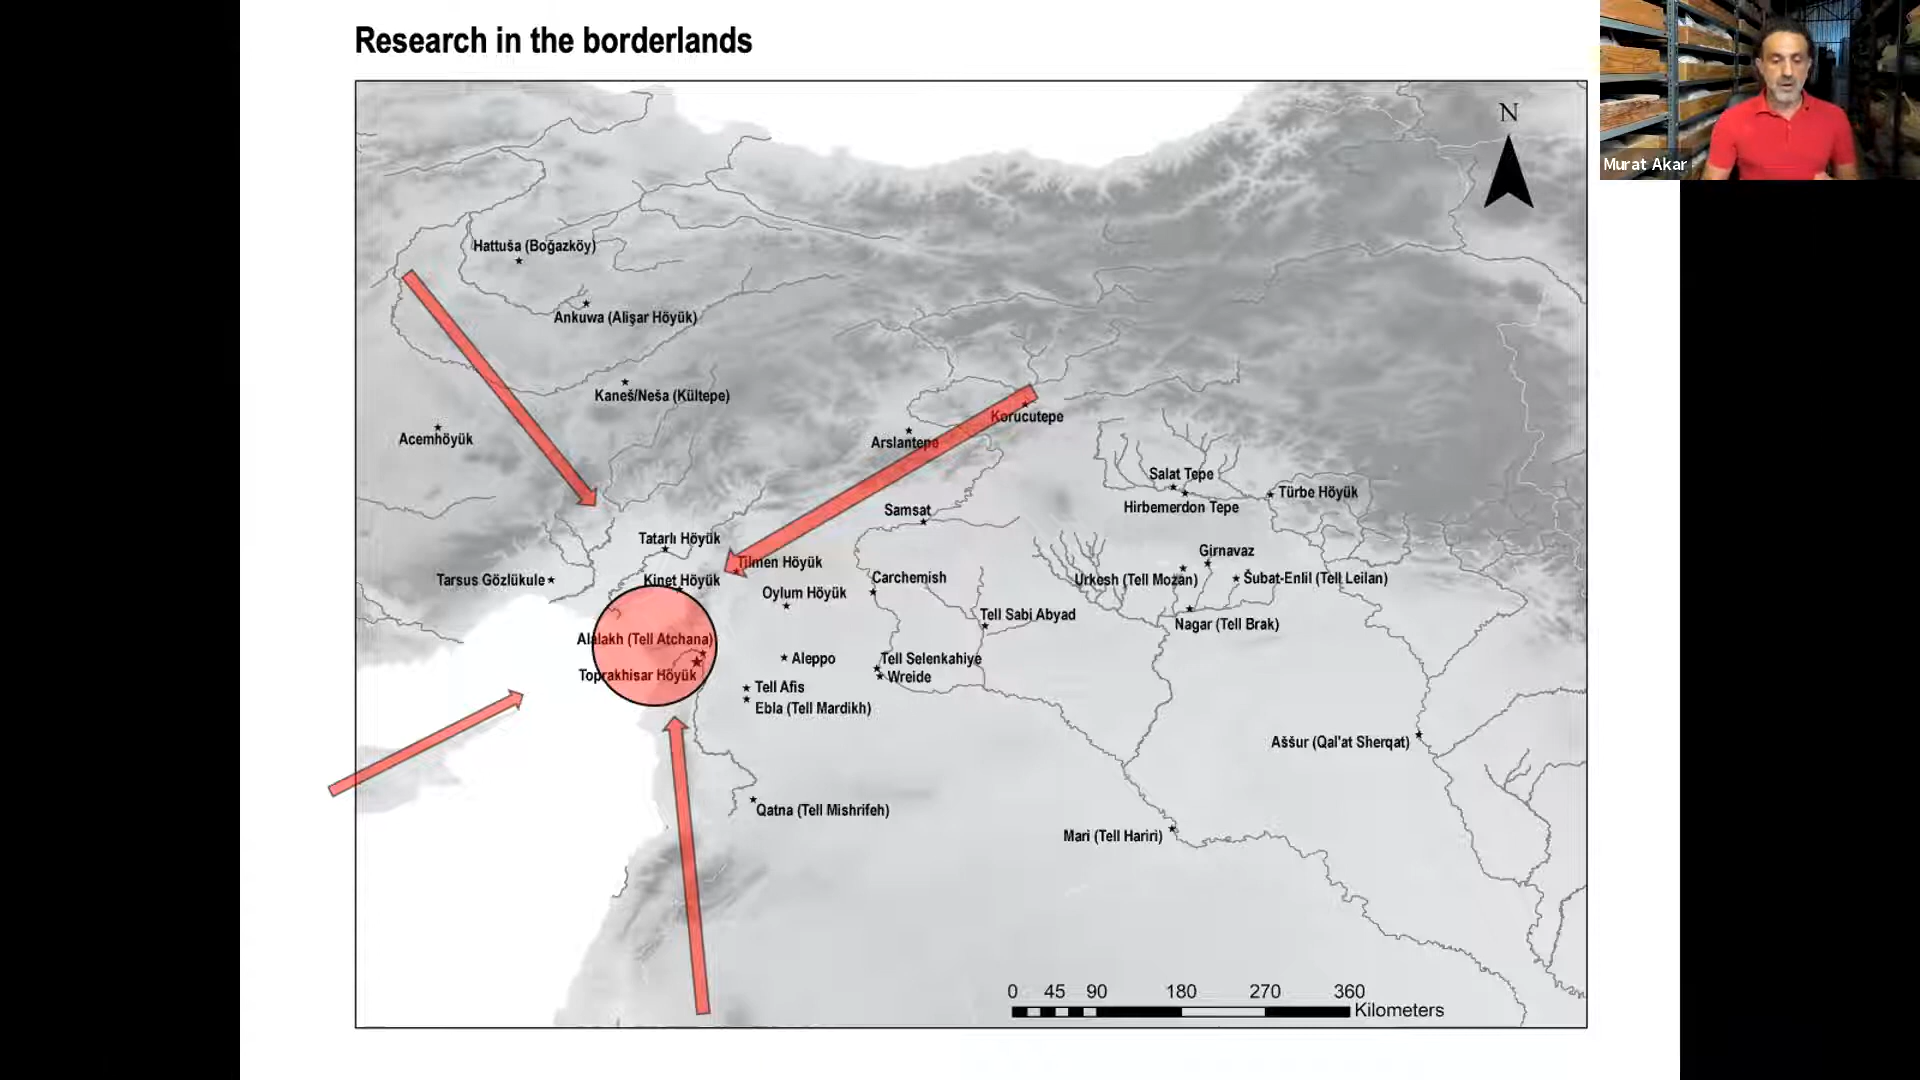 Research in the borderlands
Murat Akar
N
Hattuša (Boğazköy)
Ankuwa (Alişar Höyük)
Kaneš/Neša (Kültepe)
Acemhöyük
Korucutepe
Arslantepe
Salat Tepe
Türbe Höyük
Hirbemerdon Tepe
Samsat
Tatarlı Höyük
Girnavaz
Tilmen Höyük
Tarsus Gözlükule
Kinet Höyük
Carchemish
Urkesh (Tell Mozan)
Šubat-Enlil (Tell Leilan)
Oylum Höyük
Tell Sabi Abyad
Nagar (Tell Brak)
Alalakh (Tell Atchana)
Aleppo
Tell Selenkahiye
Toprakhisar Höyük
Wreide
Tell Afis
Ebla (Tell Mardikh)
Aššur (Qal'at Sherqat)
Qatna (Tell Mishrifeh)
Mari (Tell Hariri)
0 45 90 180 270 360
Kilometers